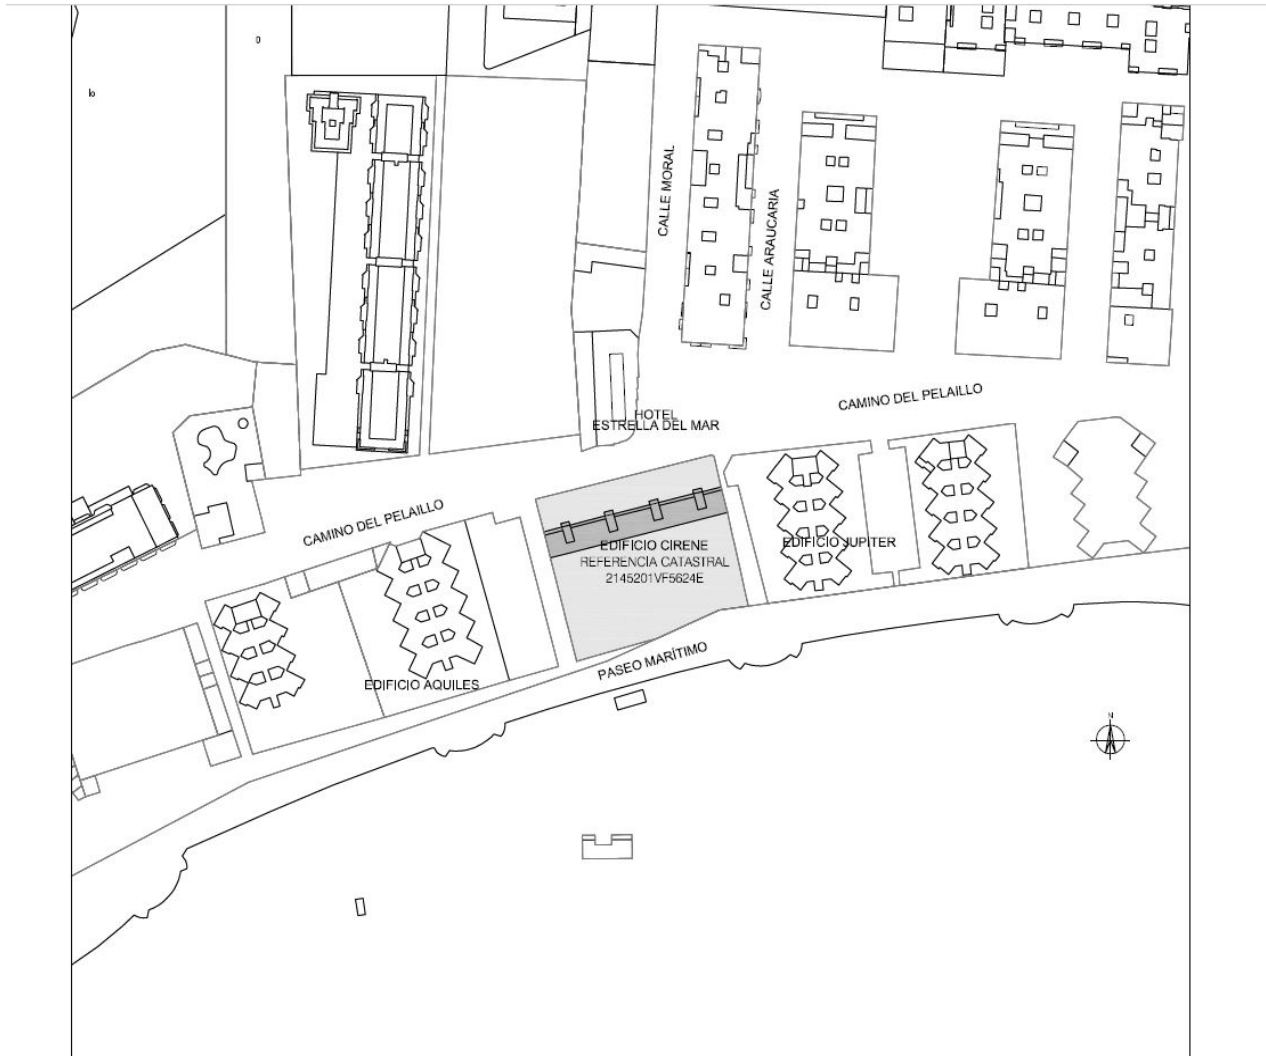 CALLE MORAL
CALLE ARAUCARIA
CAMINO DEL PELAILLO
HOTEL
ESTRELLA DEL MAR
CAMINO DEL PELAILLO
EDIFICIO CIRENE
REFERENCIA CATASTRAL
2145201VF5624E
EDIFICIO JUPITER
EDIFICIO AQUILES
PASEO MARÍTIMO
N